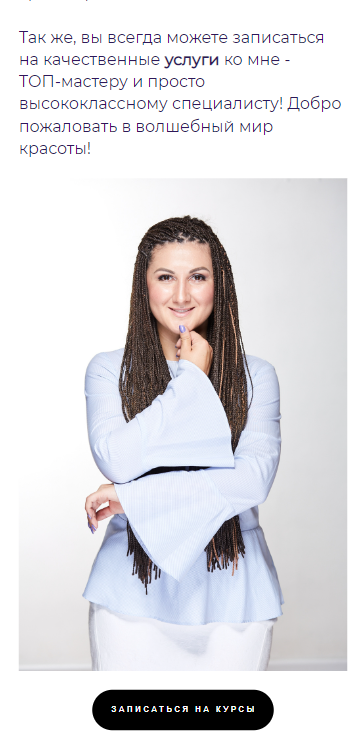 Так же, вы всегда можете записаться
на качественные услуги ко мне -
ТОП-мастеру и просто
высококлассному специалисту! Добро
пожаловать в волшебный мир
красоты!
ЗАПИСАТЬСЯ НА КУРСЫ